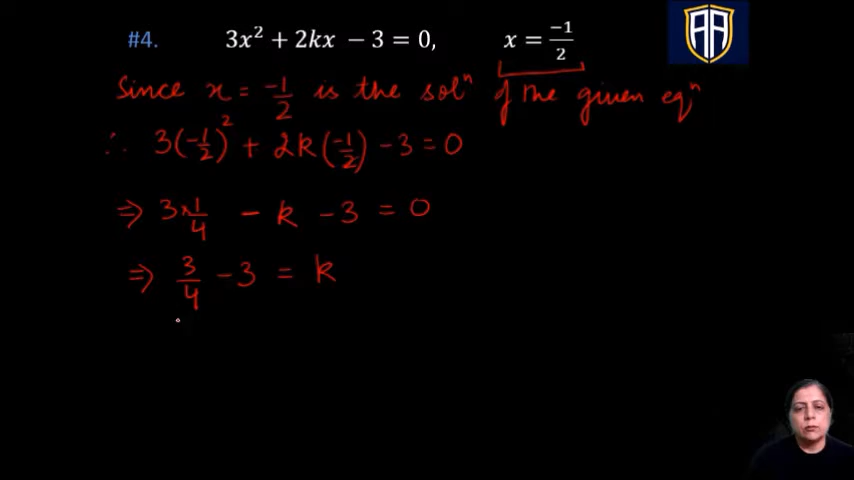 #4. 3x² + 2kx − 3 = 0, x = −1/2
Since x = −1/2 is the solⁿ of the given eqⁿ
∴ 3(−1/2)² + 2k(−1/2) − 3 = 0
⇒ 3×1/4 − k − 3 = 0
⇒ 3/4 − 3 = k